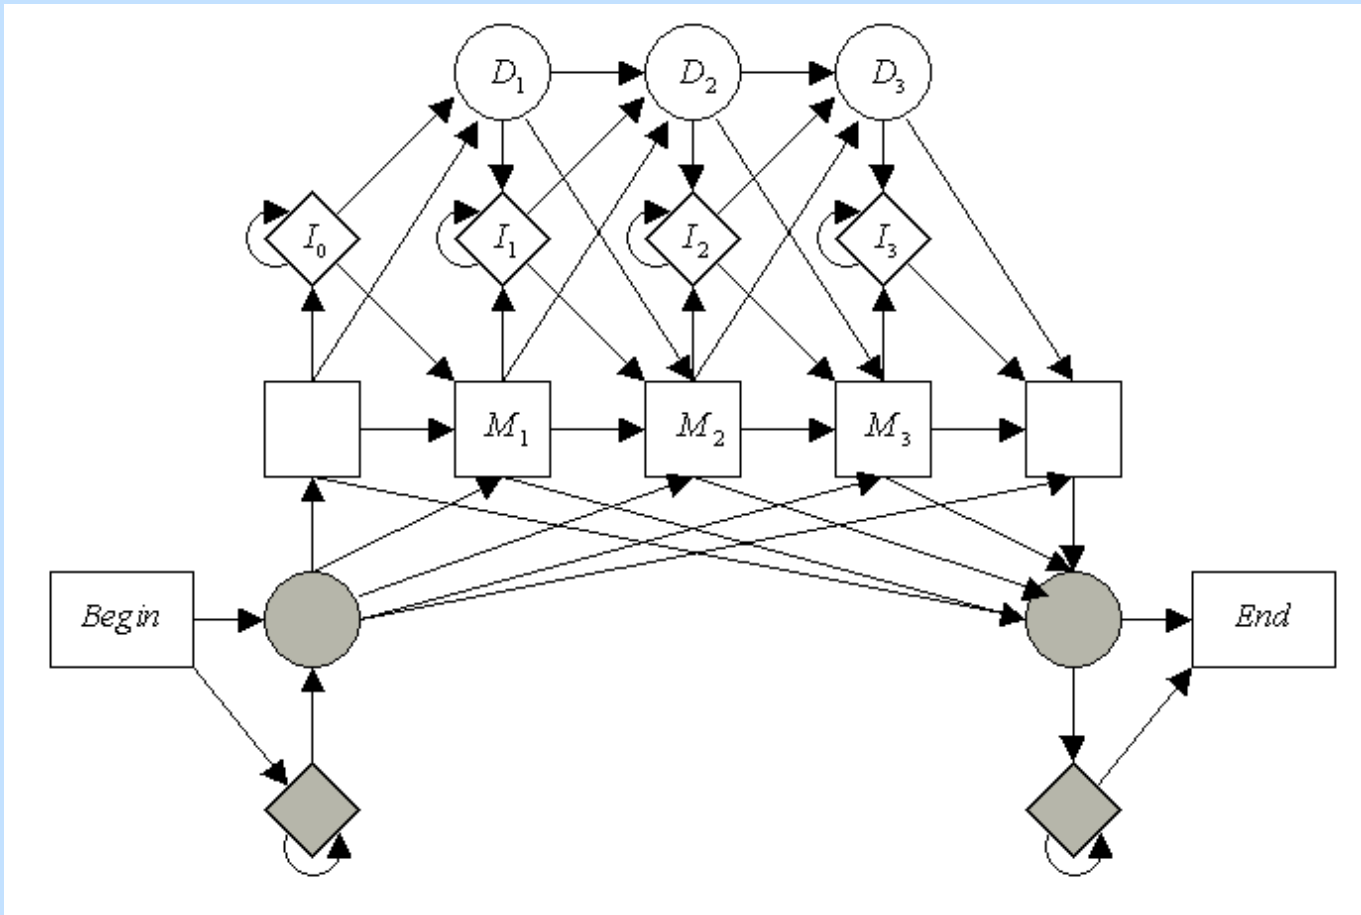 D₁ D₂ D₃
I₀ I₁ I₂ I₃
M₁ M₂ M₃
Begin End